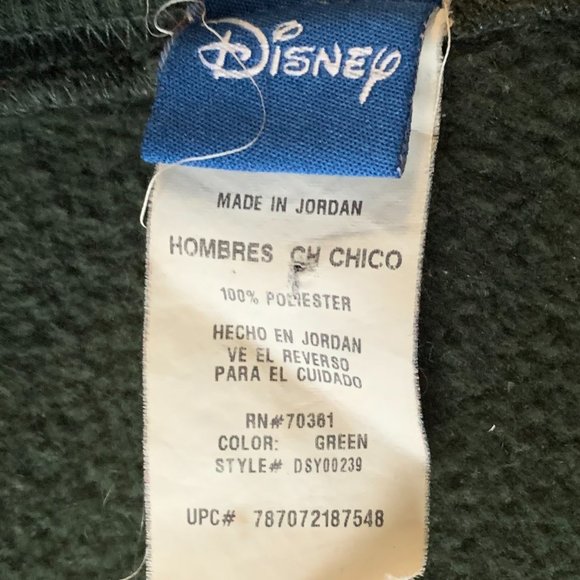 Disney
MADE IN JORDAN
HOMBRES CH CHICO
100% POLIESTER
HECHO EN JORDAN
VE EL REVERSO
PARA EL CUIDADO
RN#70361
COLOR: GREEN
STYLE# DSY00239
UPC# 787072187548